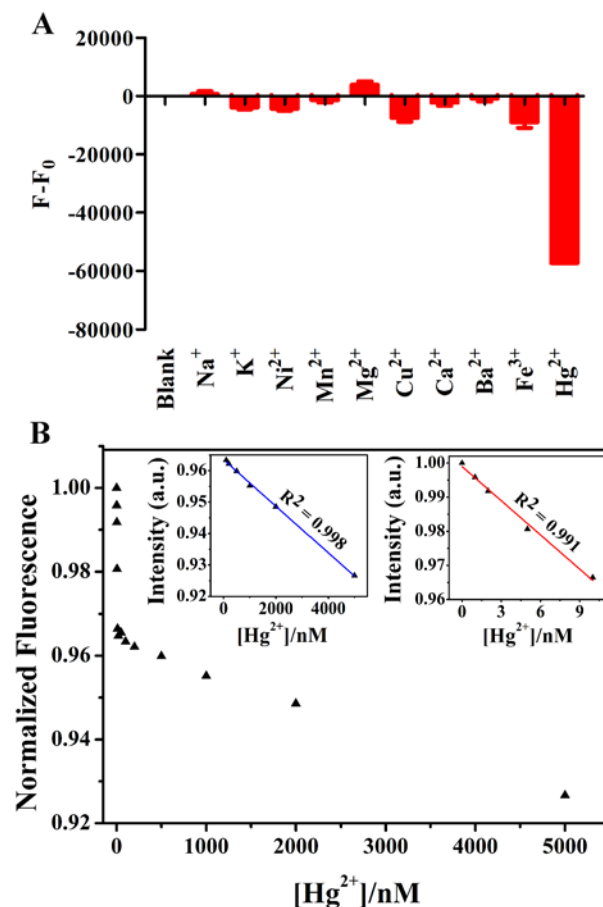 A
20000
0
-20000
-40000
-60000
-80000
F-F₀
Blank
Na⁺
K⁺
Ni²⁺
Mn²⁺
Mg²⁺
Cu²⁺
Ca²⁺
Ba²⁺
Fe³⁺
Hg²⁺
B
1.00
0.98
0.96
0.94
0.92
Normalized Fluorescence
0
1000
2000
3000
4000
5000
[Hg²⁺]/nM
0.96
0.95
0.94
0.93
0.92
Intensity (a.u.)
R² = 0.998
0
2000
4000
[Hg²⁺]/nM
1.00
0.99
0.98
0.97
0.96
Intensity (a.u.)
R² = 0.991
0
3
6
9
[Hg²⁺]/nM